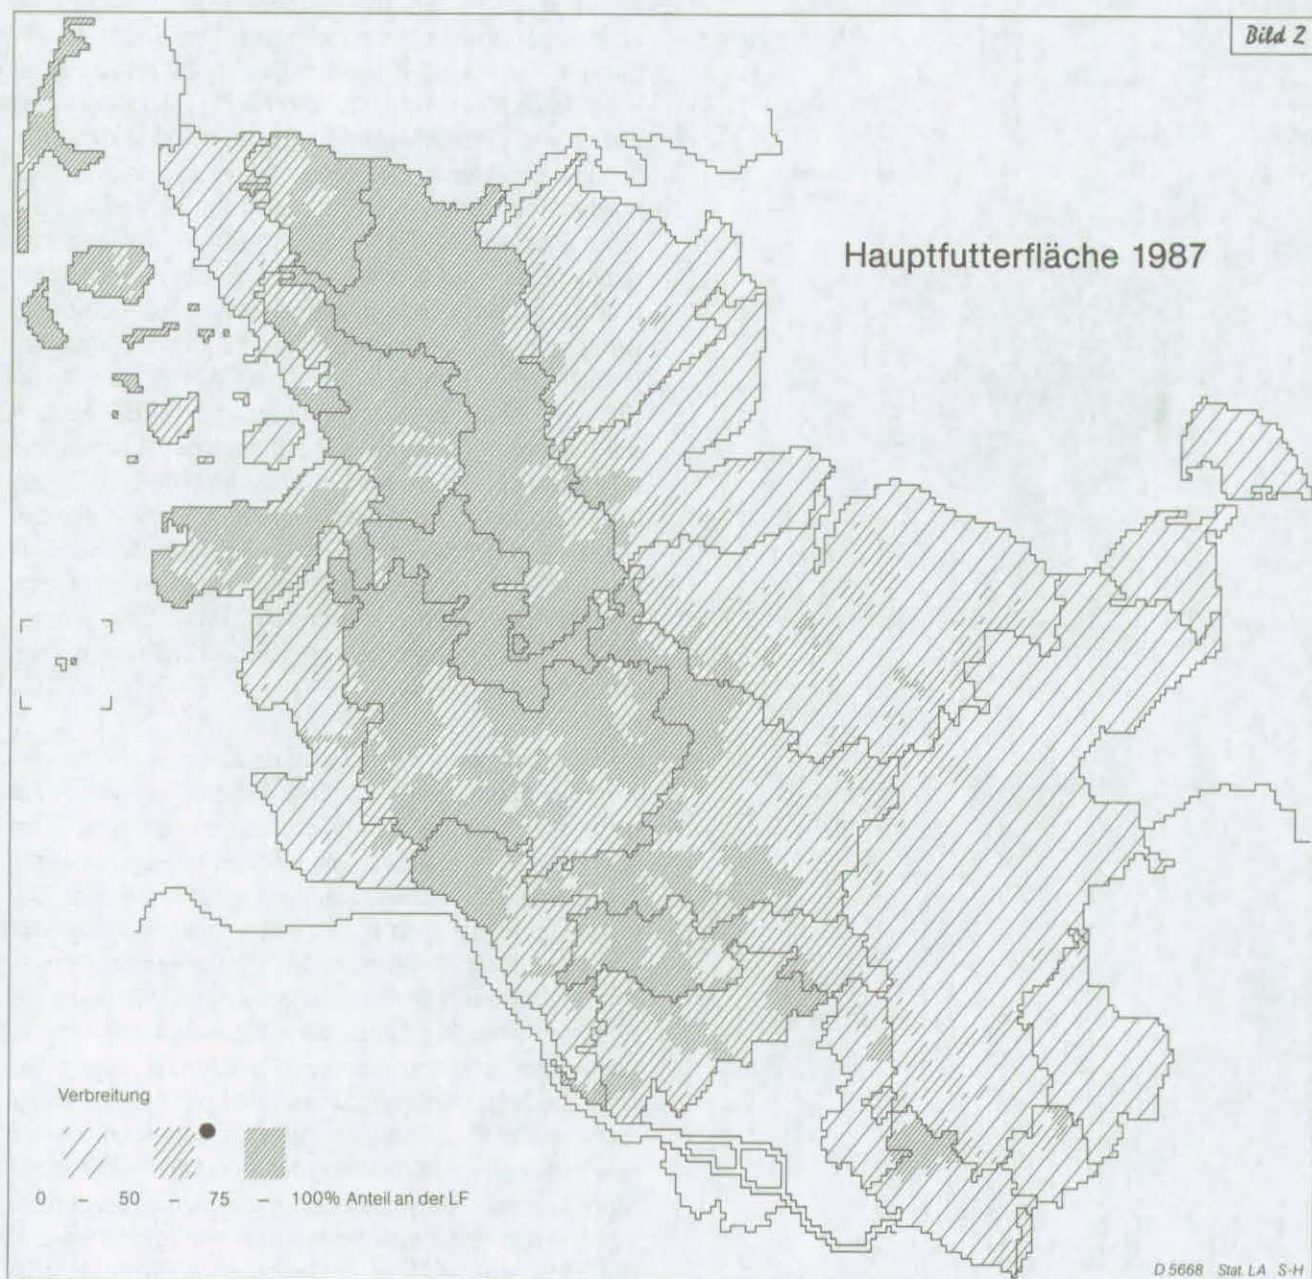 Bild 2
Hauptfutterfläche 1987
Verbreitung
0 – 50 – 75 – 100% Anteil an der LF
D 5668 Stat. LA S-H